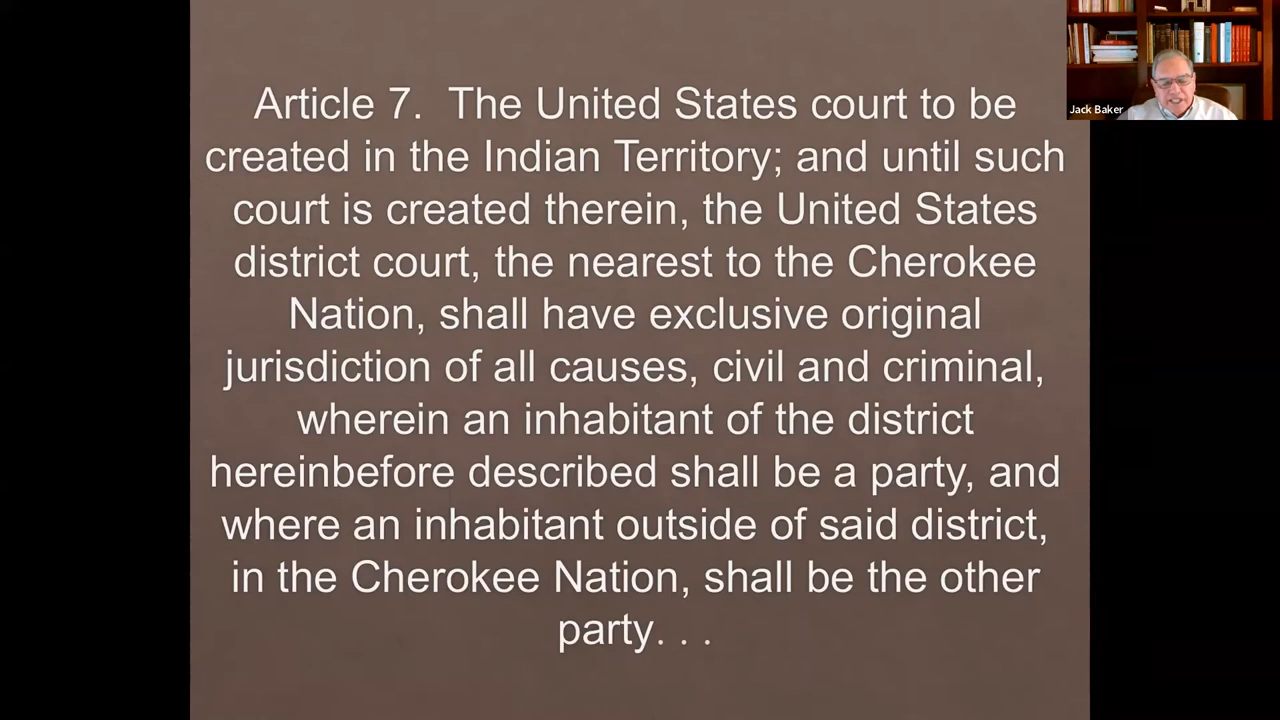 Article 7.  The United States court to be
created in the Indian Territory; and until such
court is created therein, the United States
district court, the nearest to the Cherokee
Nation, shall have exclusive original
jurisdiction of all causes, civil and criminal,
wherein an inhabitant of the district
hereinbefore described shall be a party, and
where an inhabitant outside of said district,
in the Cherokee Nation, shall be the other
party. . .
Jack Baker